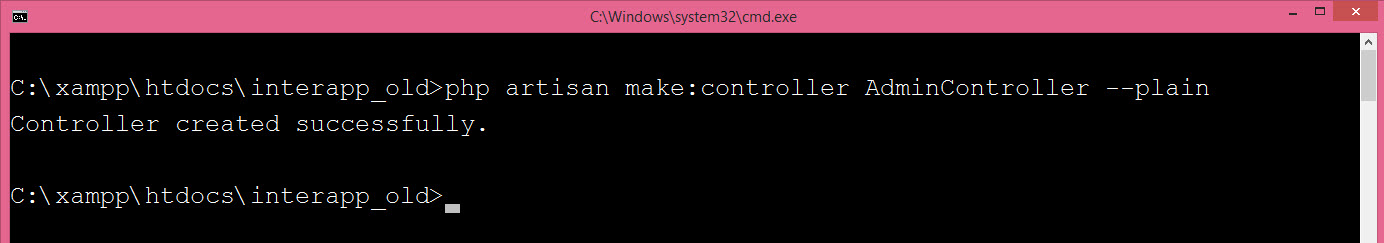 C:\Windows\system32\cmd.exe
C:\xampp\htdocs\interapp_old>php artisan make:controller AdminController --plain
Controller created successfully.
C:\xampp\htdocs\interapp_old>